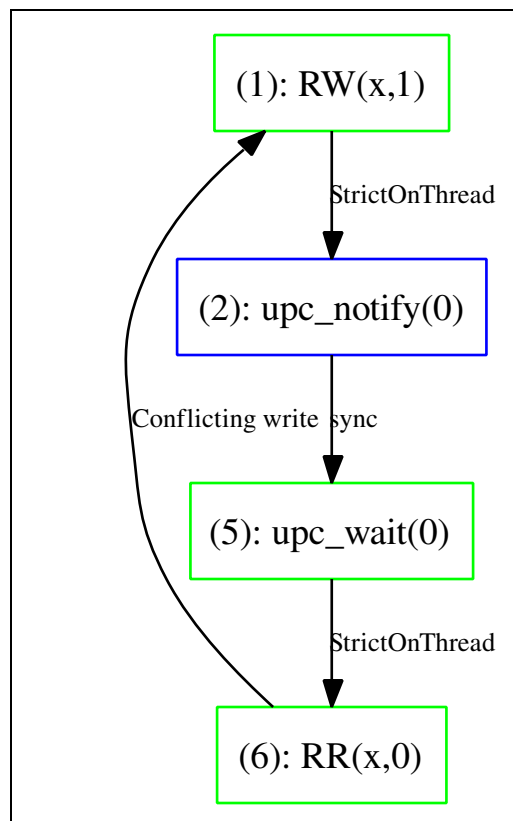 (1): RW(x,1)
StrictOnThread
(2): upc_notify(0)
Conflicting write
sync
(5): upc_wait(0)
StrictOnThread
(6): RR(x,0)